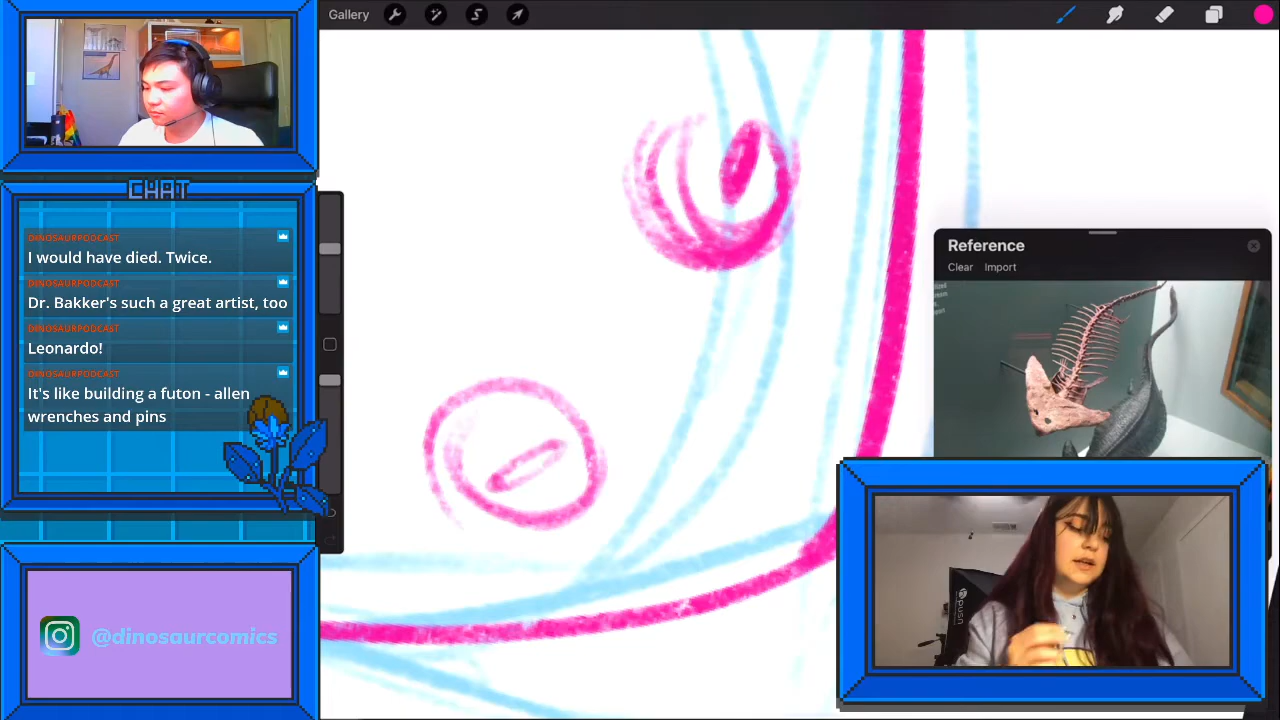 Gallery
CHAT
DINOSAURPODCAST
I would have died. Twice.
DINOSAURPODCAST
Dr. Bakker's such a great artist, too
DINOSAURPODCAST
Leonardo!
DINOSAURPODCAST
It's like building a futon - allen
wrenches and pins
@dinosaurcomics
Reference
Clear Import
PUSN